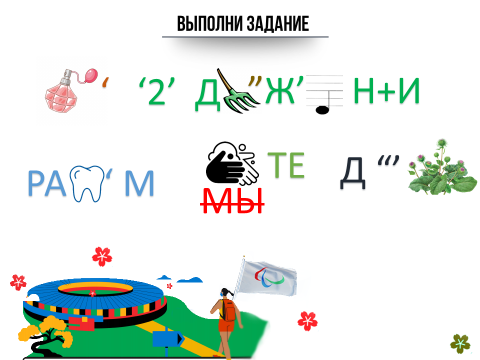 ВЫПОЛНИ ЗАДАНИЕ
‘ ‘2’ Д ”Ж’ Н+И
РА ‘ М ТЕ Д “’
МЫ